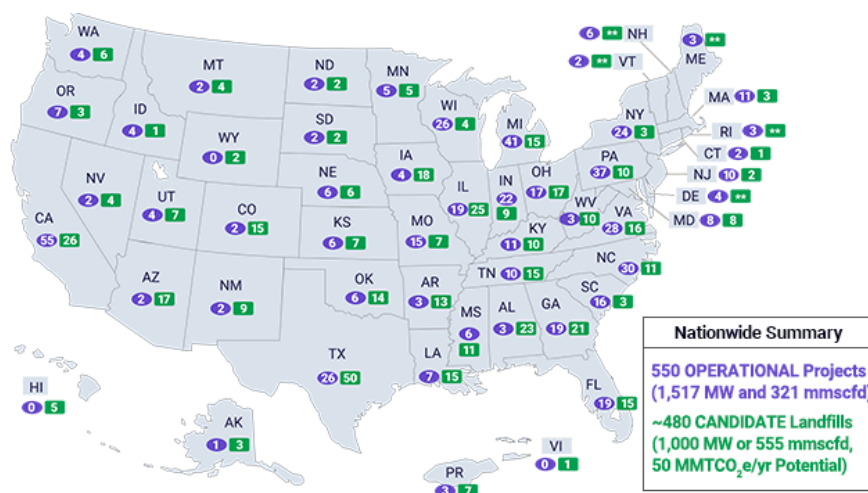 WA
4 6
OR
7 3
ID
4 1
MT
2 4
WY
0 2
NV
2 4
UT
4 7
CA
55 26
AZ
2 17
CO
2 15
NM
2 9
ND
2 2
SD
2 2
NE
6 6
KS
6 7
OK
6 14
TX
26 50
MN
5 5
IA
4 18
MO
15 7
AR
3 13
LA
7 15
WI
26 4
IL
19 25
MI
41 15
IN
22
9
OH
17 17
KY
11 10
TN 10 15
MS
6
11
AL
3 23
GA
19 21
FL
19 15
SC
16 3
NC 30 11
VA
28 16
WV
3 10
PA
37 10
NY
24 3
6 ** NH
2 ** VT
3 **
ME
MA 11 3
RI 3 **
CT 2 1
NJ 10 2
DE 4 **
MD 8 8
HI
0 5
AK
1 3
PR
3 7
VI
0 1
Nationwide Summary
550 OPERATIONAL Projects
(1,517 MW and 321 mmscfd)
~480 CANDIDATE Landfills
(1,000 MW or 555 mmscfd,
50 MMTCO₂e/yr Potential)